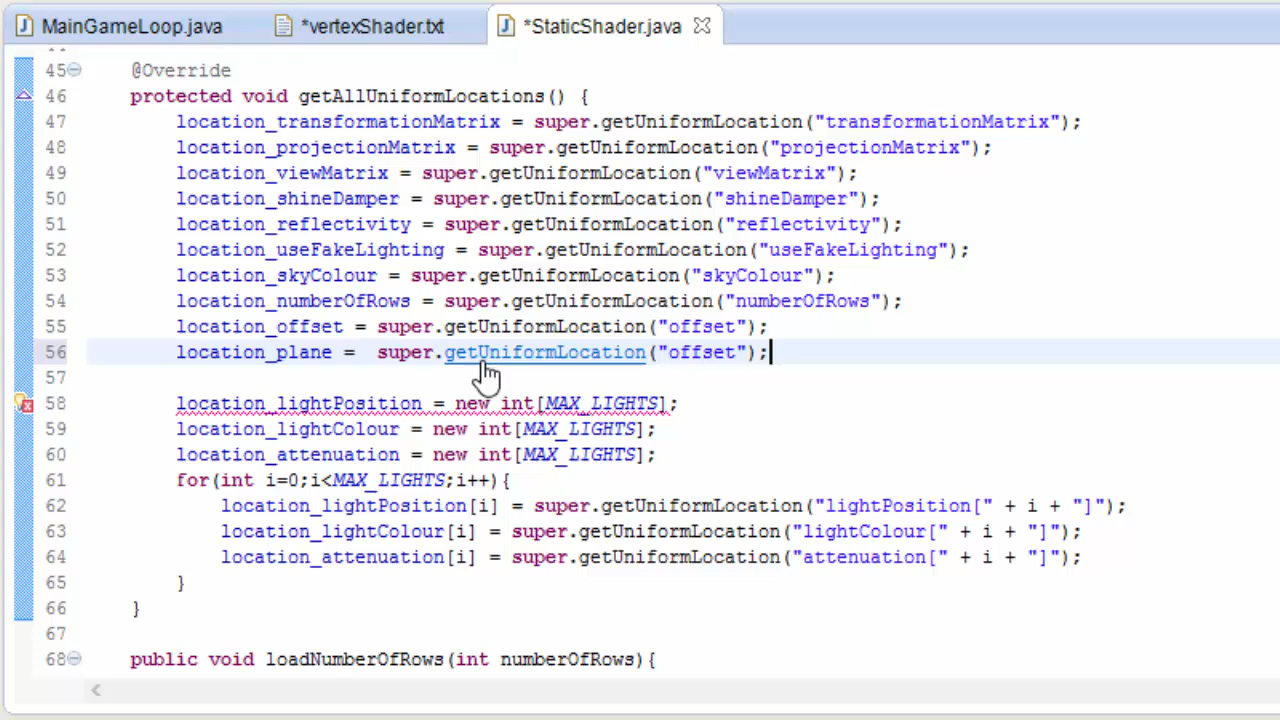 MainGameLoop.java *vertexShader.txt *StaticShader.java
45 @Override
46 protected void getAllUniformLocations() {
47 location_transformationMatrix = super.getUniformLocation("transformationMatrix");
48 location_projectionMatrix = super.getUniformLocation("projectionMatrix");
49 location_viewMatrix = super.getUniformLocation("viewMatrix");
50 location_shineDamper = super.getUniformLocation("shineDamper");
51 location_reflectivity = super.getUniformLocation("reflectivity");
52 location_useFakeLighting = super.getUniformLocation("useFakeLighting");
53 location_skyColour = super.getUniformLocation("skyColour");
54 location_numberOfRows = super.getUniformLocation("numberOfRows");
55 location_offset = super.getUniformLocation("offset");
56 location_plane =  super.getUniformLocation("offset");
57
58 location_lightPosition = new int[MAX_LIGHTS];
59 location_lightColour = new int[MAX_LIGHTS];
60 location_attenuation = new int[MAX_LIGHTS];
61 for(int i=0;i<MAX_LIGHTS;i++){
62 location_lightPosition[i] = super.getUniformLocation("lightPosition[" + i + "]");
63 location_lightColour[i] = super.getUniformLocation("lightColour[" + i + "]");
64 location_attenuation[i] = super.getUniformLocation("attenuation[" + i + "]");
65 }
66 }
67
68 public void loadNumberOfRows(int numberOfRows){